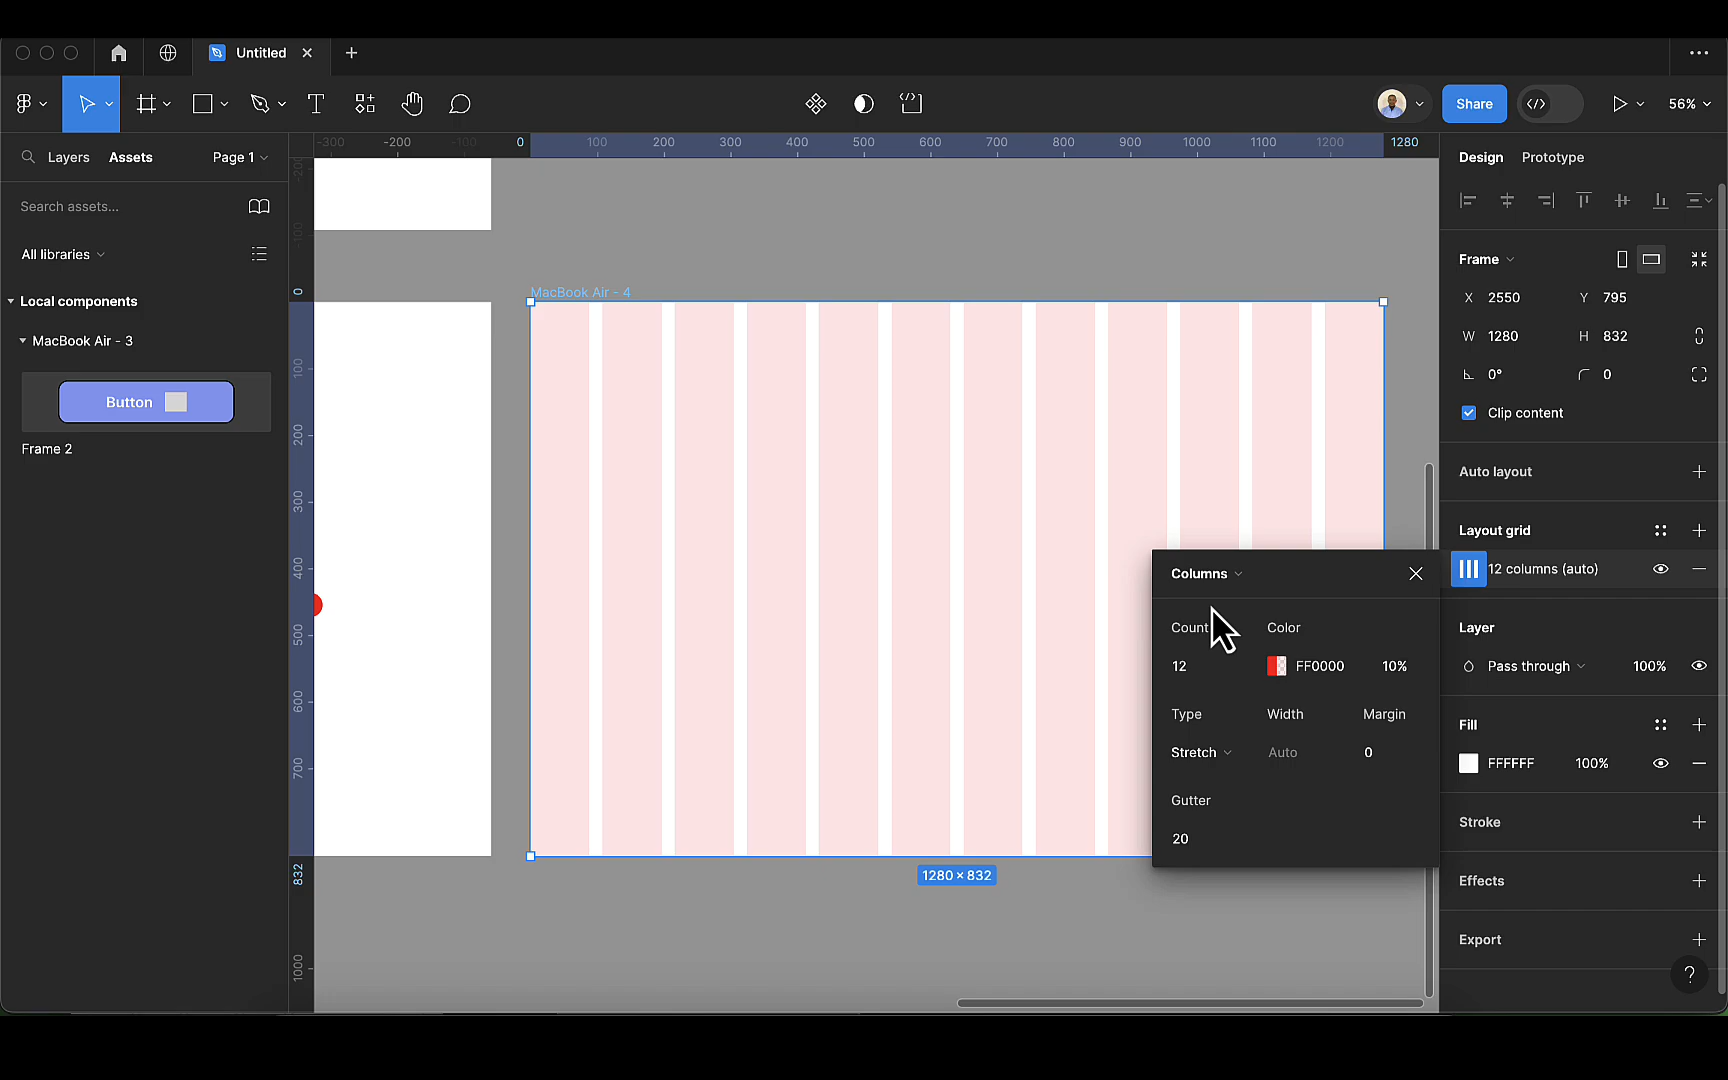 Untitled
Share
56%
Layers
Assets
Page 1
Search assets...
All libraries
Local components
MacBook Air - 3
Button
Frame 2
-300 -200 -100 0 100 200 300 400 500 600 700 800 900 1000 1100 1200 1280
-200
-100
0
100
200
300
400
500
600
700
832
1000
MacBook Air - 4
1280 × 832
Columns
Count
Color
12
FF0000
10%
Type
Width
Margin
Stretch
Auto
0
Gutter
20
Design
Prototype
Frame
X 2550
Y 795
W 1280
H 832
0°
0
Clip content
Auto layout
Layout grid
12 columns (auto)
Layer
Pass through
100%
Fill
FFFFFF
100%
Stroke
Effects
Export
?